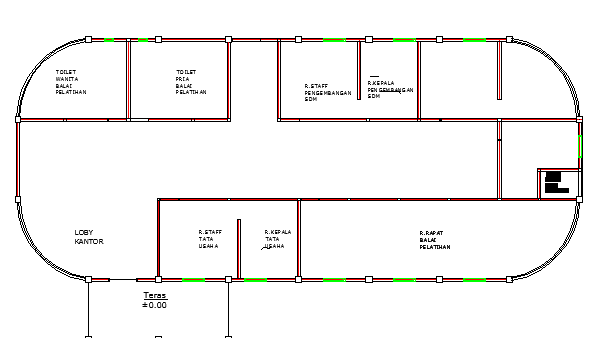 TOILET
WANITA
BALAI
PELATIHAN
TOILET
PRIA
BALAI
PELATIHAN
R.STAFF
PENGEMBANGAN
SDM
R.KEPALA
PENGEMBANGAN
SDM
LOBY
KANTOR
R.STAFF
TATA
USAHA
R.KEPALA
TATA
USAHA
R.RAPAT
BALAI
PELATIHAN
Teras
±0.00